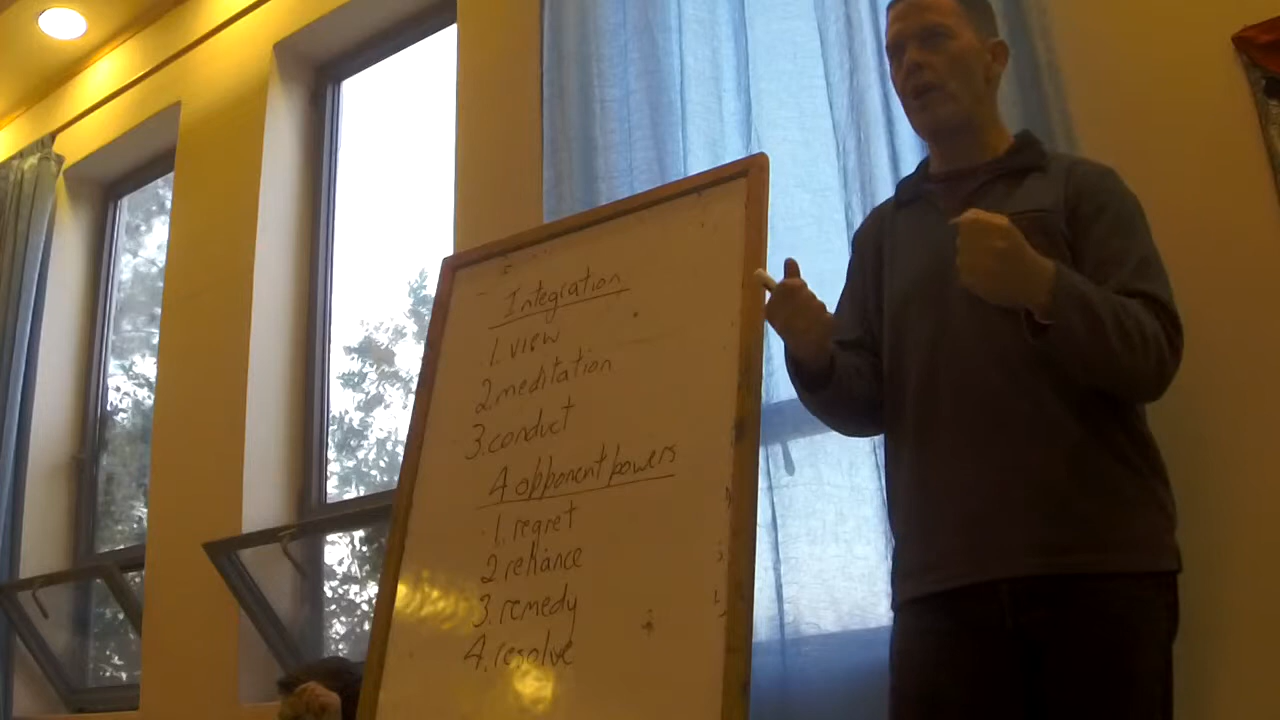 Integration
1. view
2. meditation
3. conduct
4 opponent powers
1. regret
2 reliance
3. remedy
4. resolve